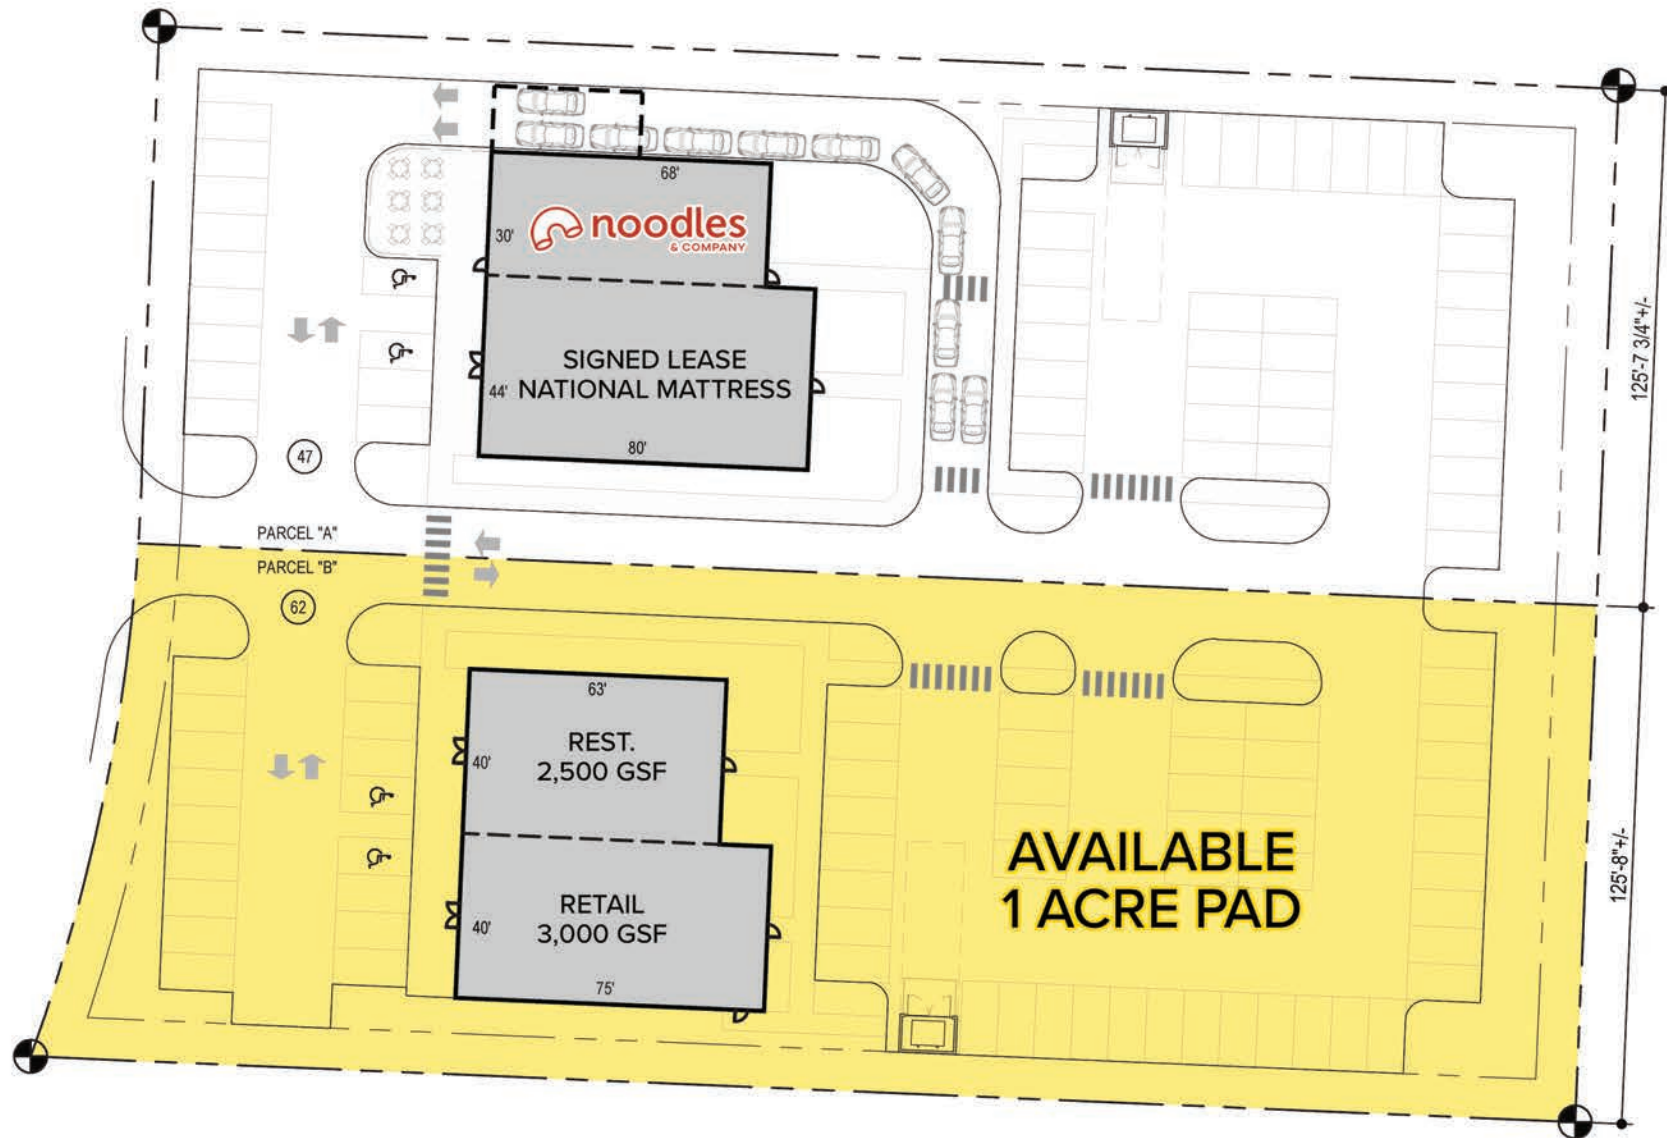 68'
noodles
& COMPANY
30'
SIGNED LEASE
NATIONAL MATTRESS
44'
80'
125'-7 3/4"+/-
47
PARCEL "A"
PARCEL "B"
62
63'
REST.
2,500 GSF
40'
RETAIL
3,000 GSF
40'
75'
AVAILABLE
1 ACRE PAD
125'-8"+/-